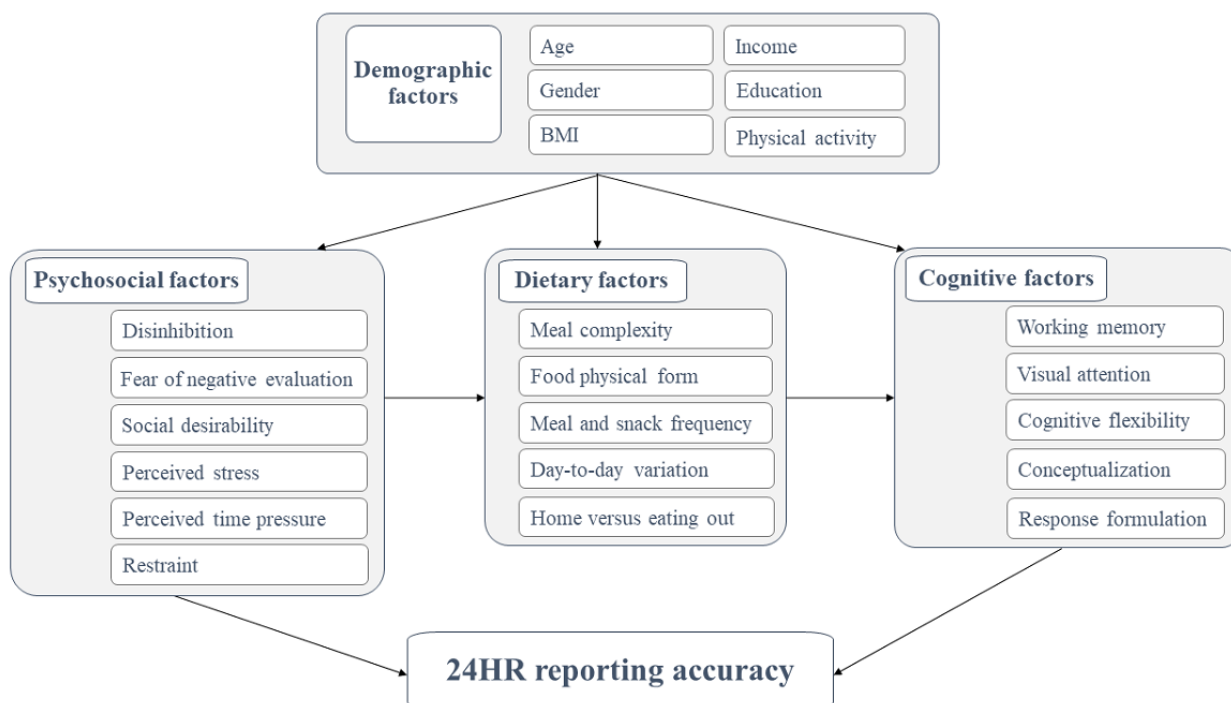 Demographic
factors
Age
Income
Gender
Education
BMI
Physical activity
Psychosocial factors
Disinhibition
Fear of negative evaluation
Social desirability
Perceived stress
Perceived time pressure
Restraint
Dietary factors
Meal complexity
Food physical form
Meal and snack frequency
Day-to-day variation
Home versus eating out
Cognitive factors
Working memory
Visual attention
Cognitive flexibility
Conceptualization
Response formulation
24HR reporting accuracy